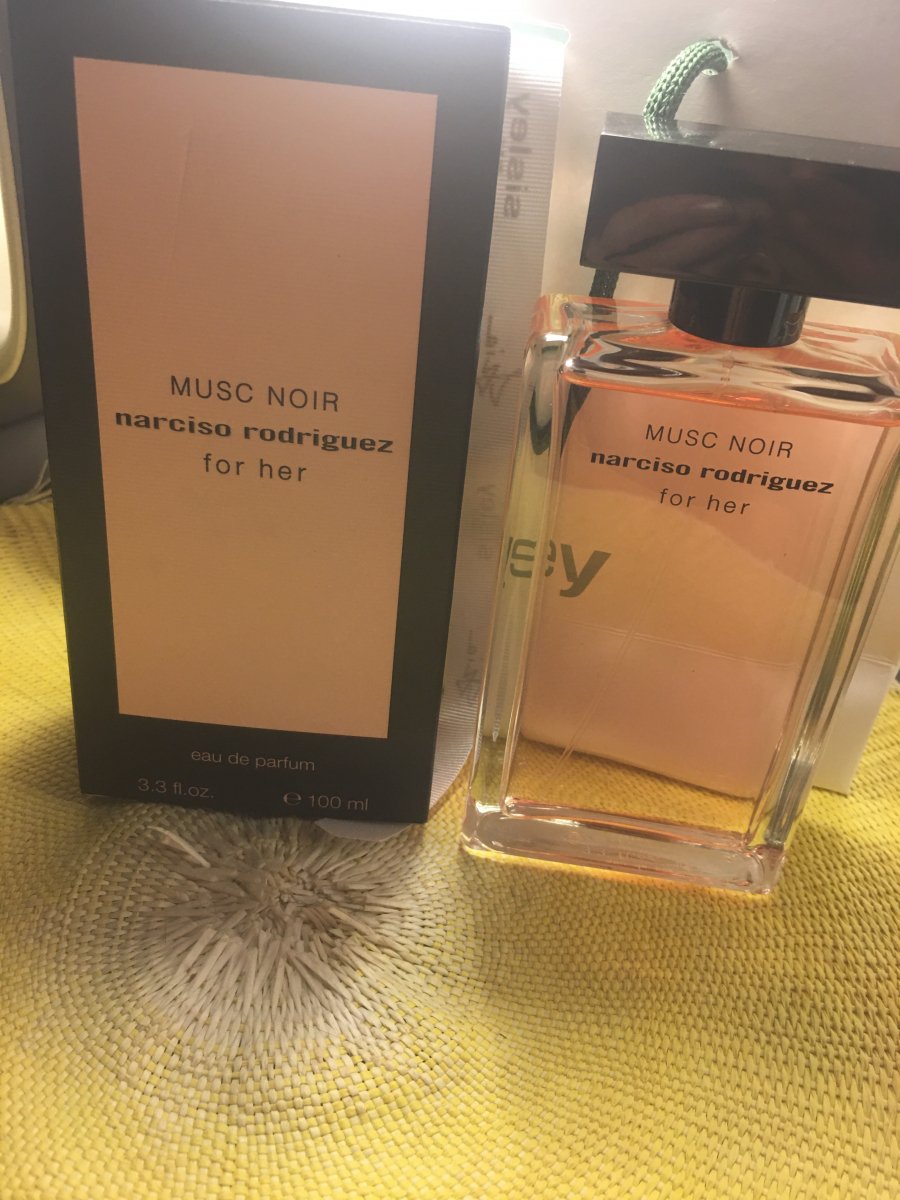 MUSC NOIR
narciso rodriguez
for her
eau de parfum
3.3 fl.oz. e 100 ml
sisley
MUSC NOIR
narciso rodriguez
for her